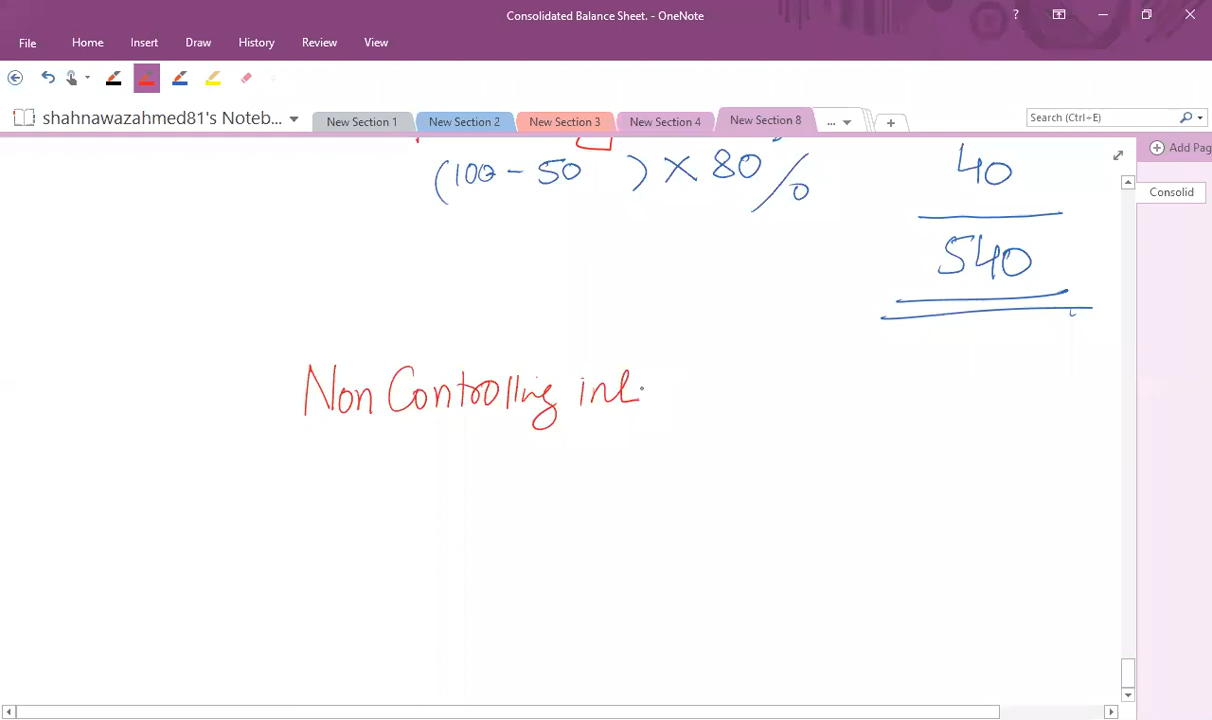 Consolidated Balance Sheet. - OneNote
?
File Home Insert Draw History Review View
shahnawazahmed81's Noteb...
New Section 1 New Section 2 New Section 3 New Section 4 New Section 8 ... +
Search (Ctrl+E)
Add Pag
Consolid
(100 - 50 ) X 80%
40
540
Non Controlling int